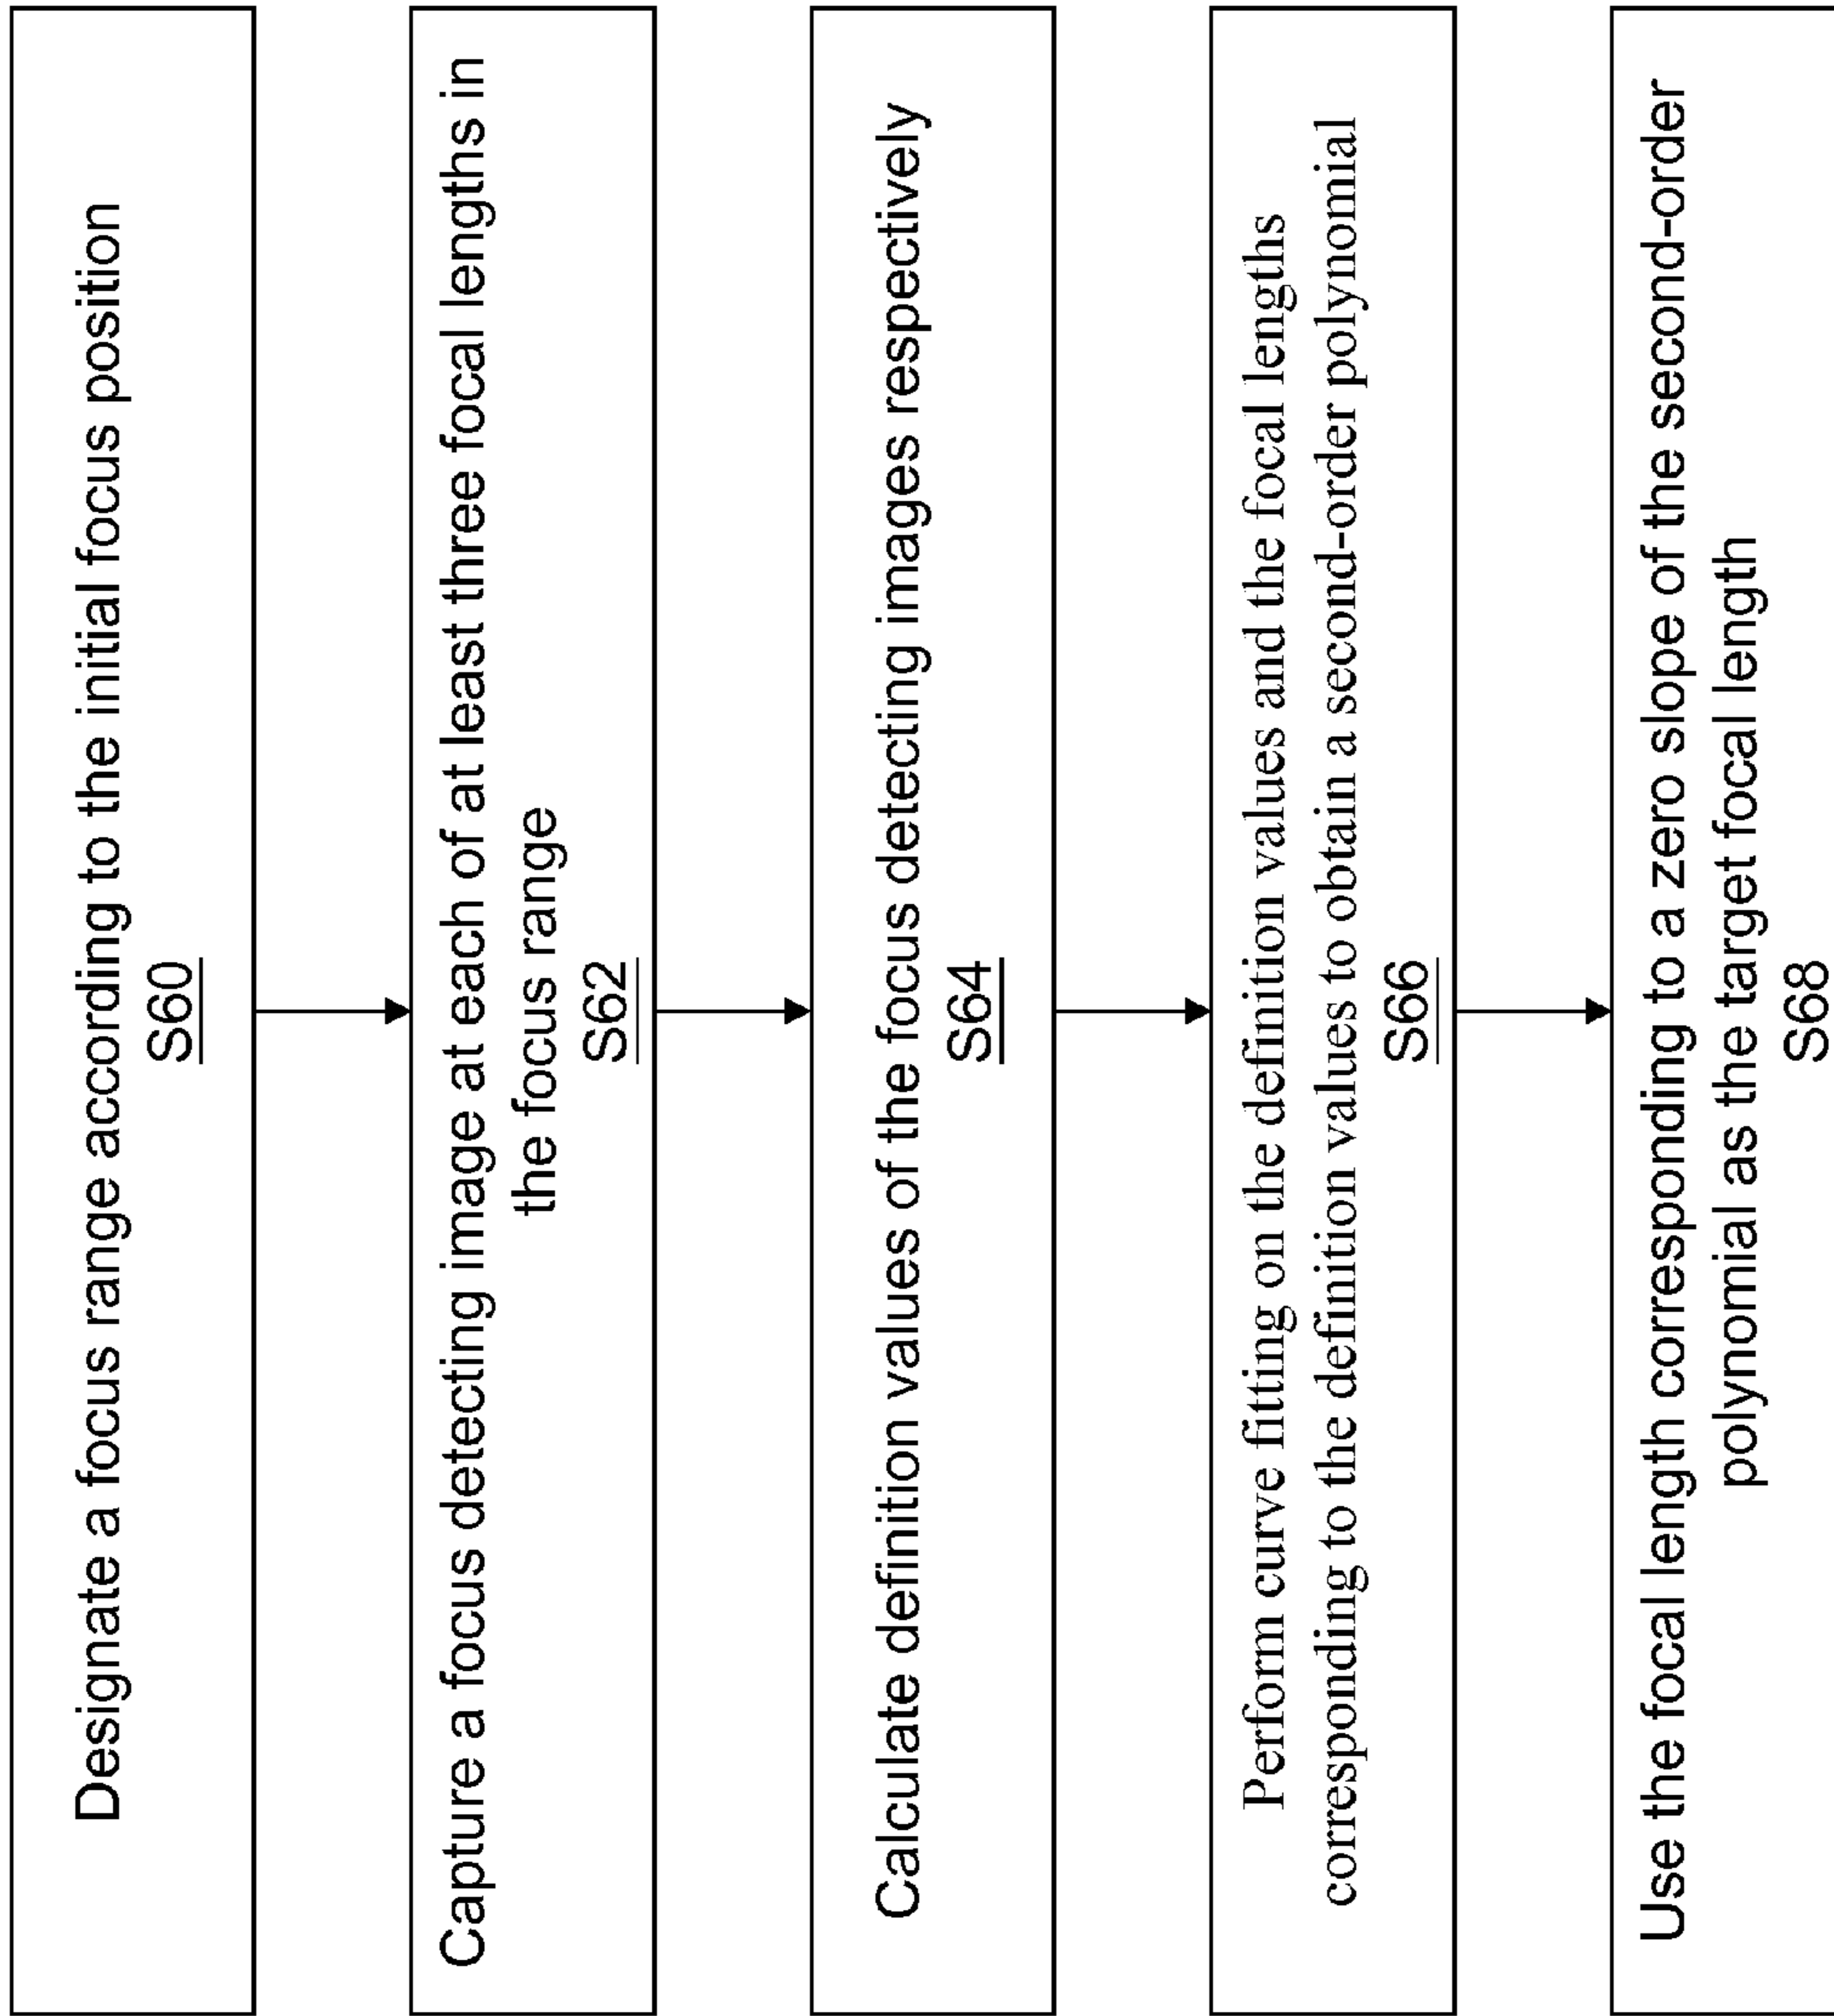 Designate a focus range according to the initial focus position
S60
Capture a focus detecting image at each of at least three focal lengths in
the focus range
S62
Calculate definition values of the focus detecting images respectively
S64
Perform curve fitting on the definition values and the focal lengths
corresponding to the definition values to obtain a second-order polynomial
S66
Use the focal length corresponding to a zero slope of the second-order
polynomial as the target focal length
S68